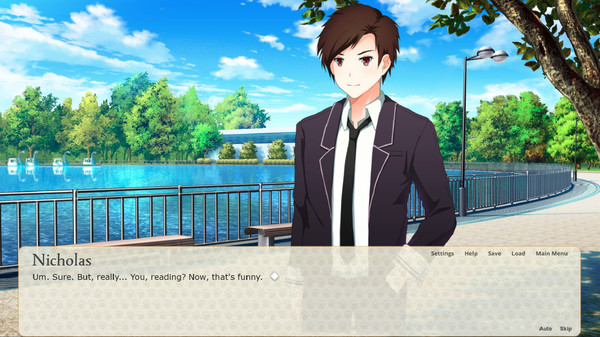 Nicholas
Settings Help Save Load Main Menu
Um. Sure. But, really... You, reading? Now, that's funny.
Auto Skip